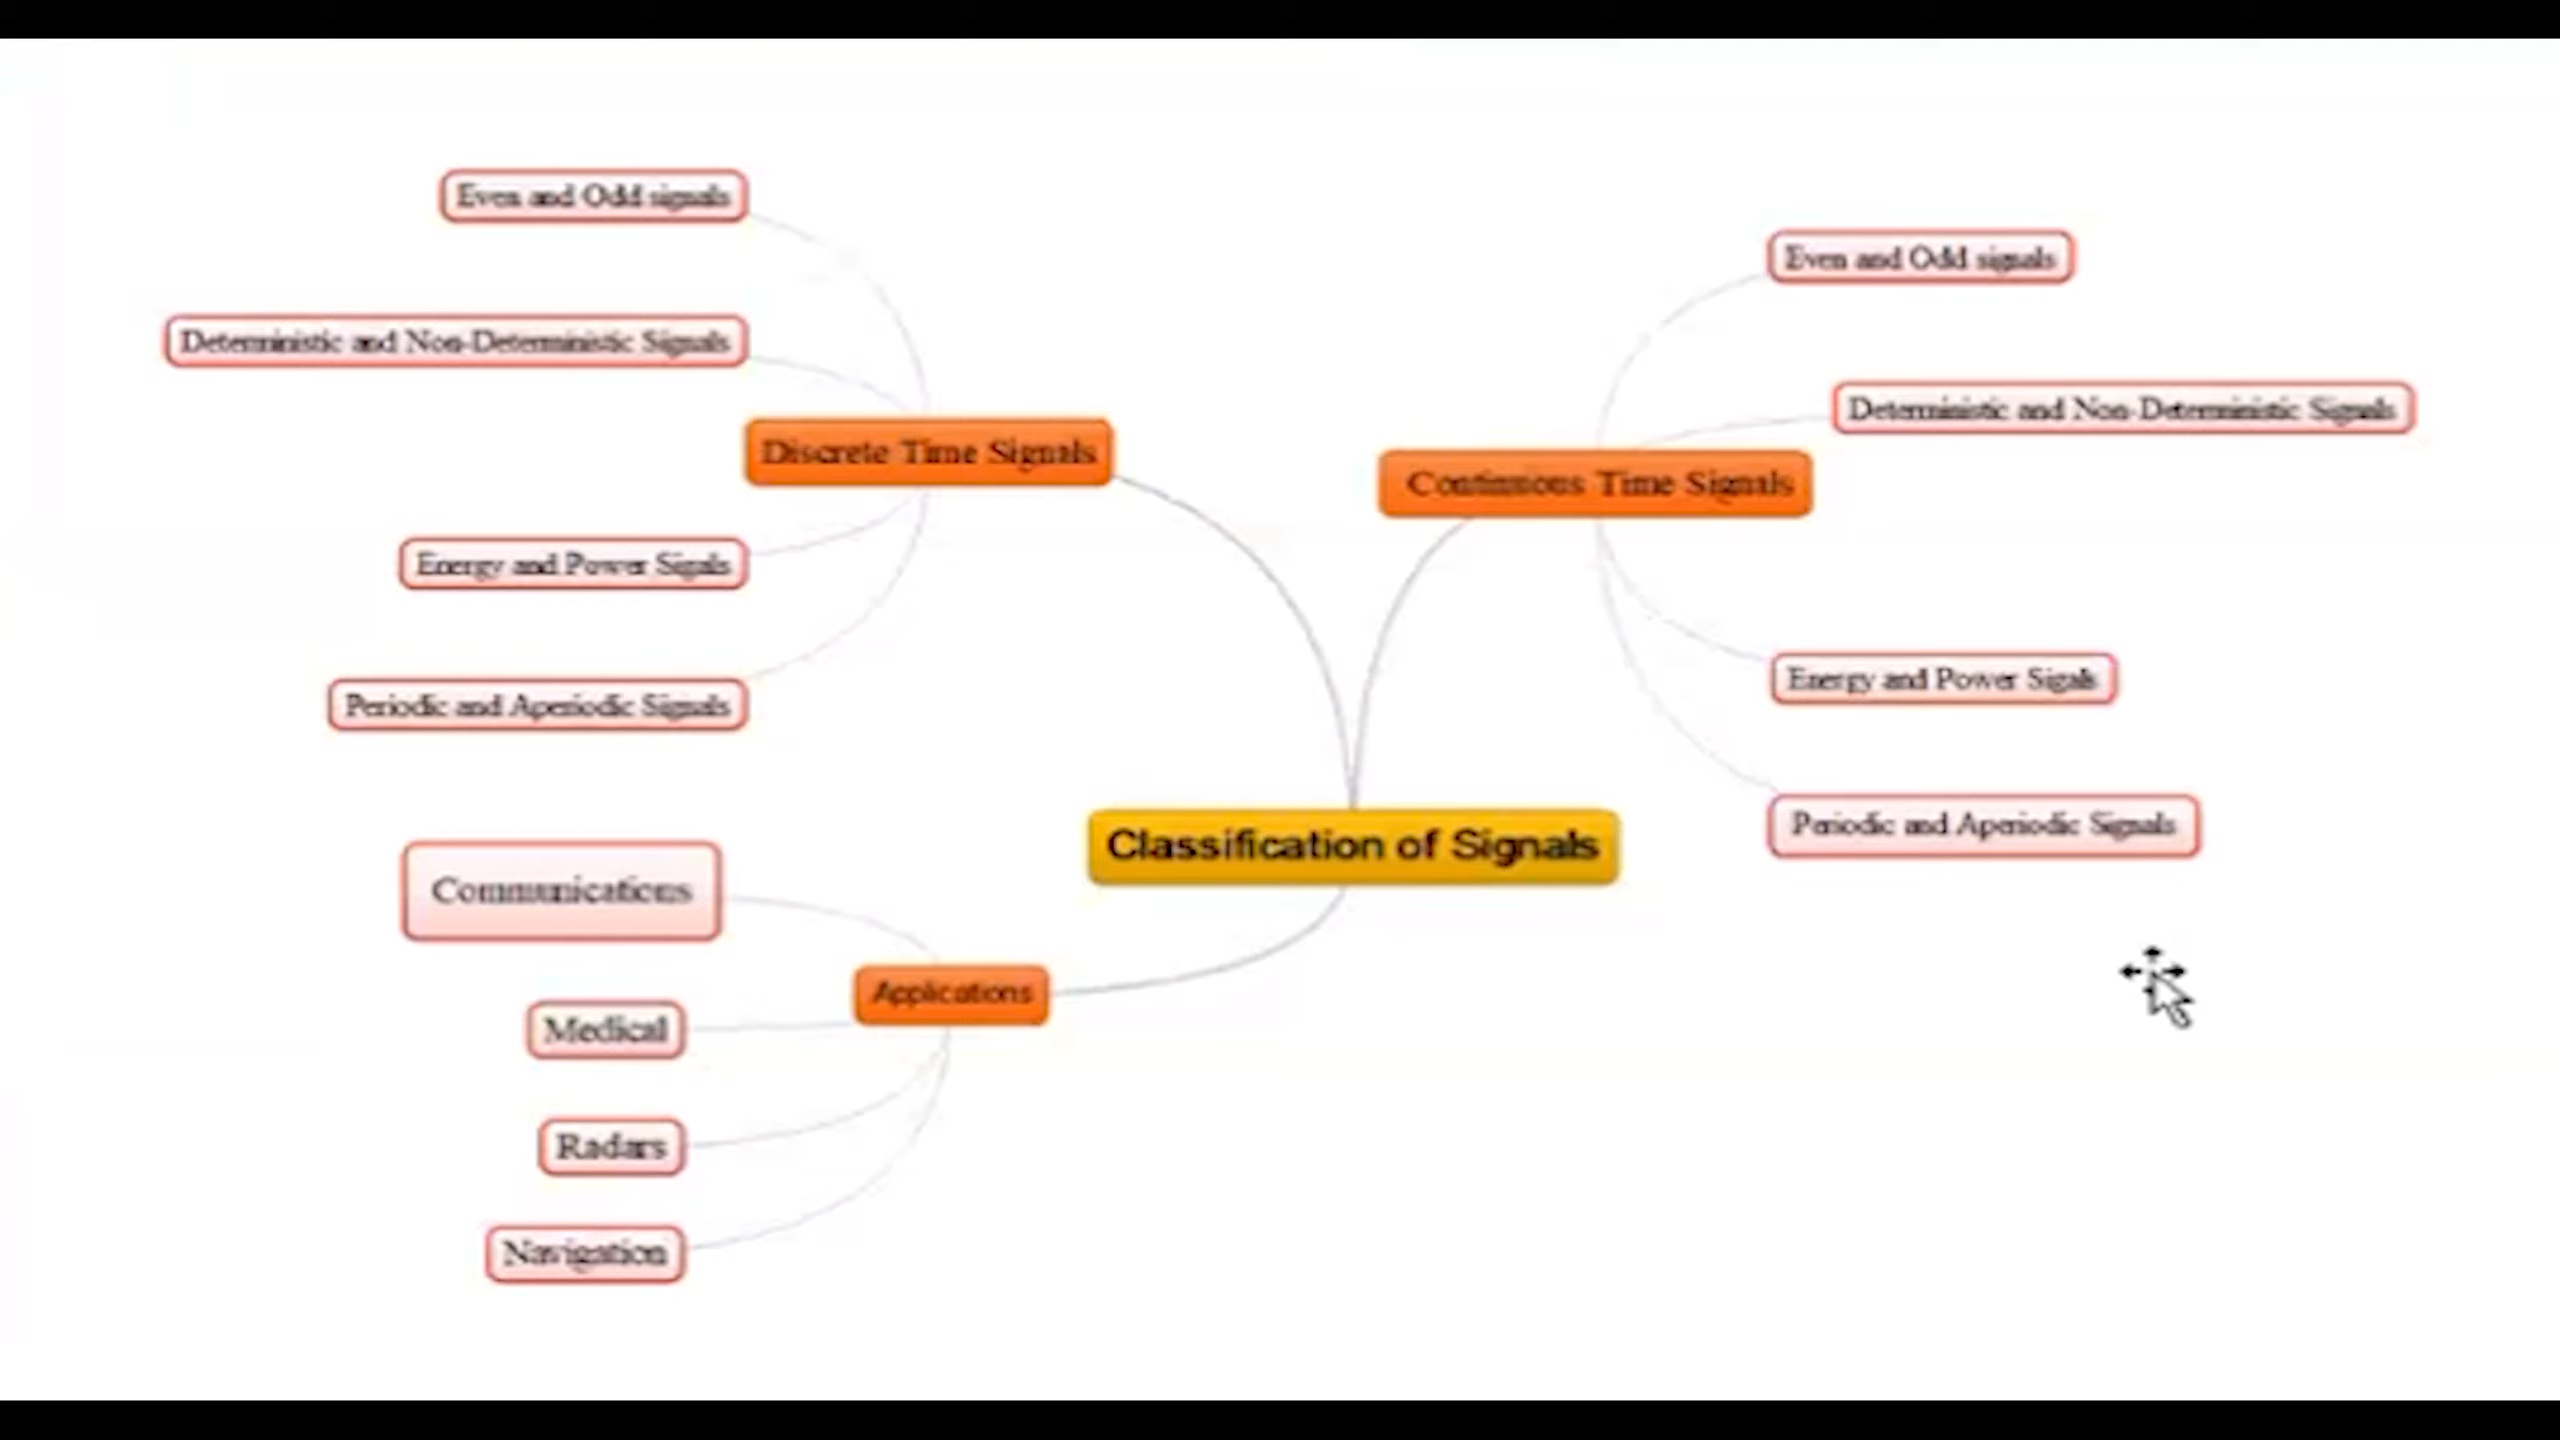 Even and Odd signals
Deterministic and Non-Deterministic Signals
Discrete Time Signals
Energy and Power Sigals
Periodic and Aperiodic Signals
Even and Odd signals
Deterministic and Non-Deterministic Signals
Continuous Time Signals
Energy and Power Sigals
Periodic and Aperiodic Signals
Classification of Signals
Communications
Applications
Medical
Radars
Navigation